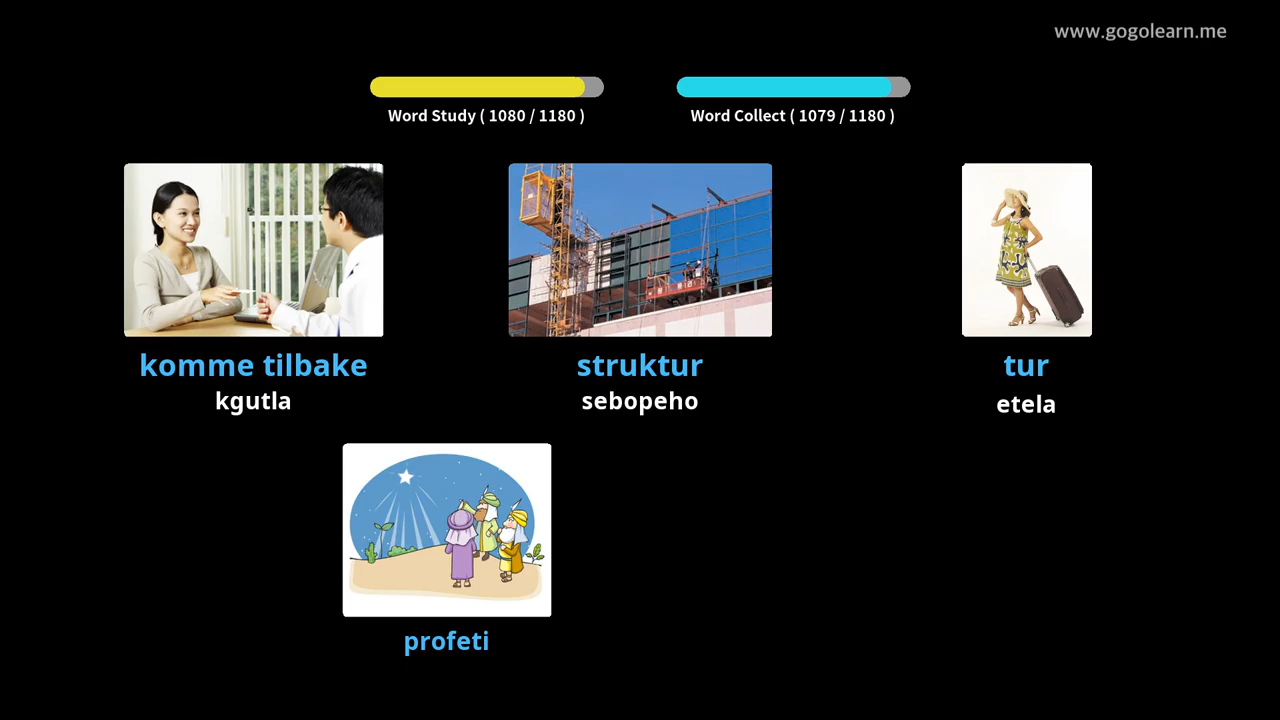 www.gogolearn.me
Word Study ( 1080 / 1180 )
Word Collect ( 1079 / 1180 )
komme tilbake
kgutla
struktur
sebopeho
tur
etela
profeti